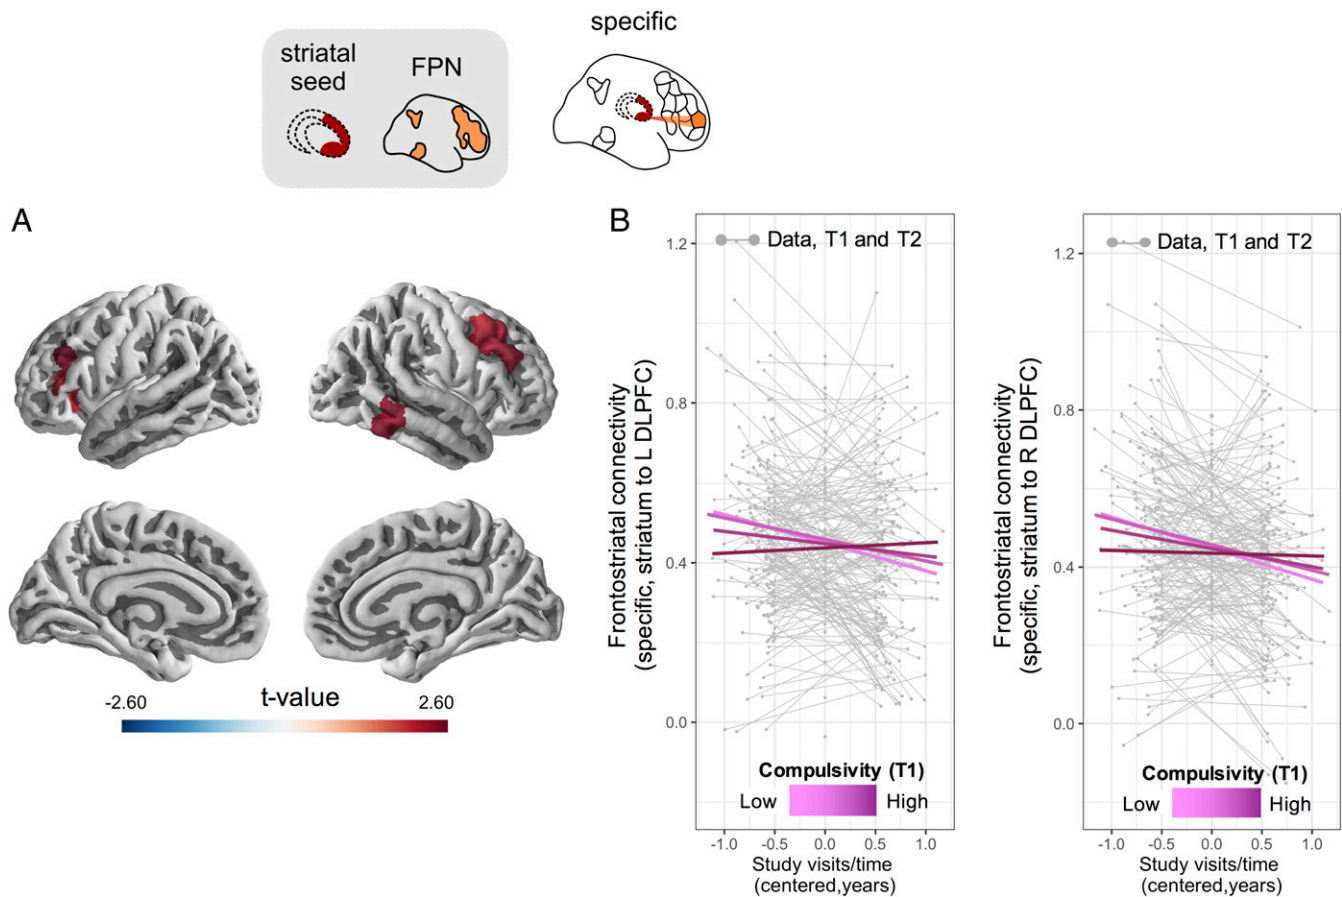 specific
striatal
seed
FPN
A
-2.60
t-value
2.60
B
Frontostriatal connectivity
(specific, striatum to L DLPFC)
1.2
0.8
0.4
0.0
Data, T1 and T2
Compulsivity (T1)
Low
High
-1.0
-0.5
0.0
0.5
1.0
Study visits/time
(centered,years)
Frontostriatal connectivity
(specific, striatum to R DLPFC)
1.2
0.8
0.4
0.0
Data, T1 and T2
Compulsivity (T1)
Low
High
-1.0
-0.5
0.0
0.5
1.0
Study visits/time
(centered,years)